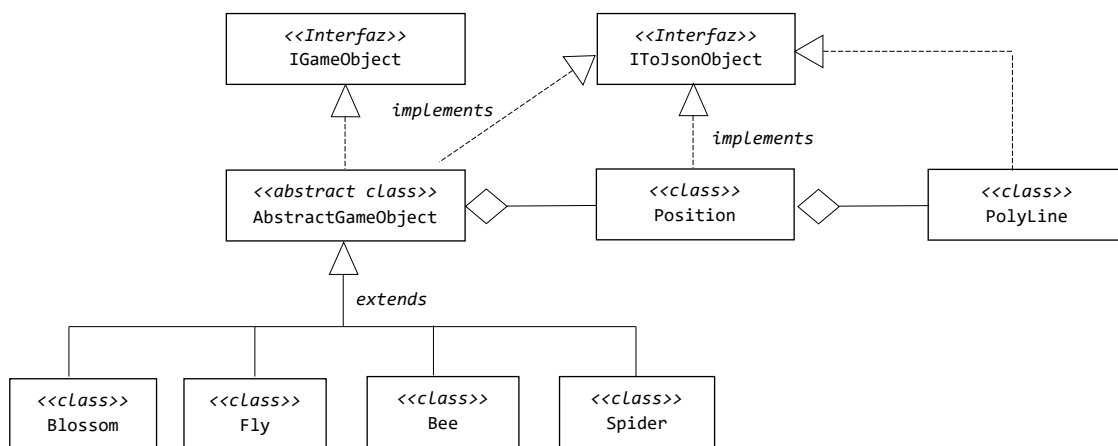 <<Interfaz>>
IGameObject
<<Interfaz>>
IToJsonObject
implements
implements
<<abstract class>>
AbstractGameObject
<<class>>
Position
<<class>>
PolyLine
extends
<<class>>
Blossom
<<class>>
Fly
<<class>>
Bee
<<class>>
Spider